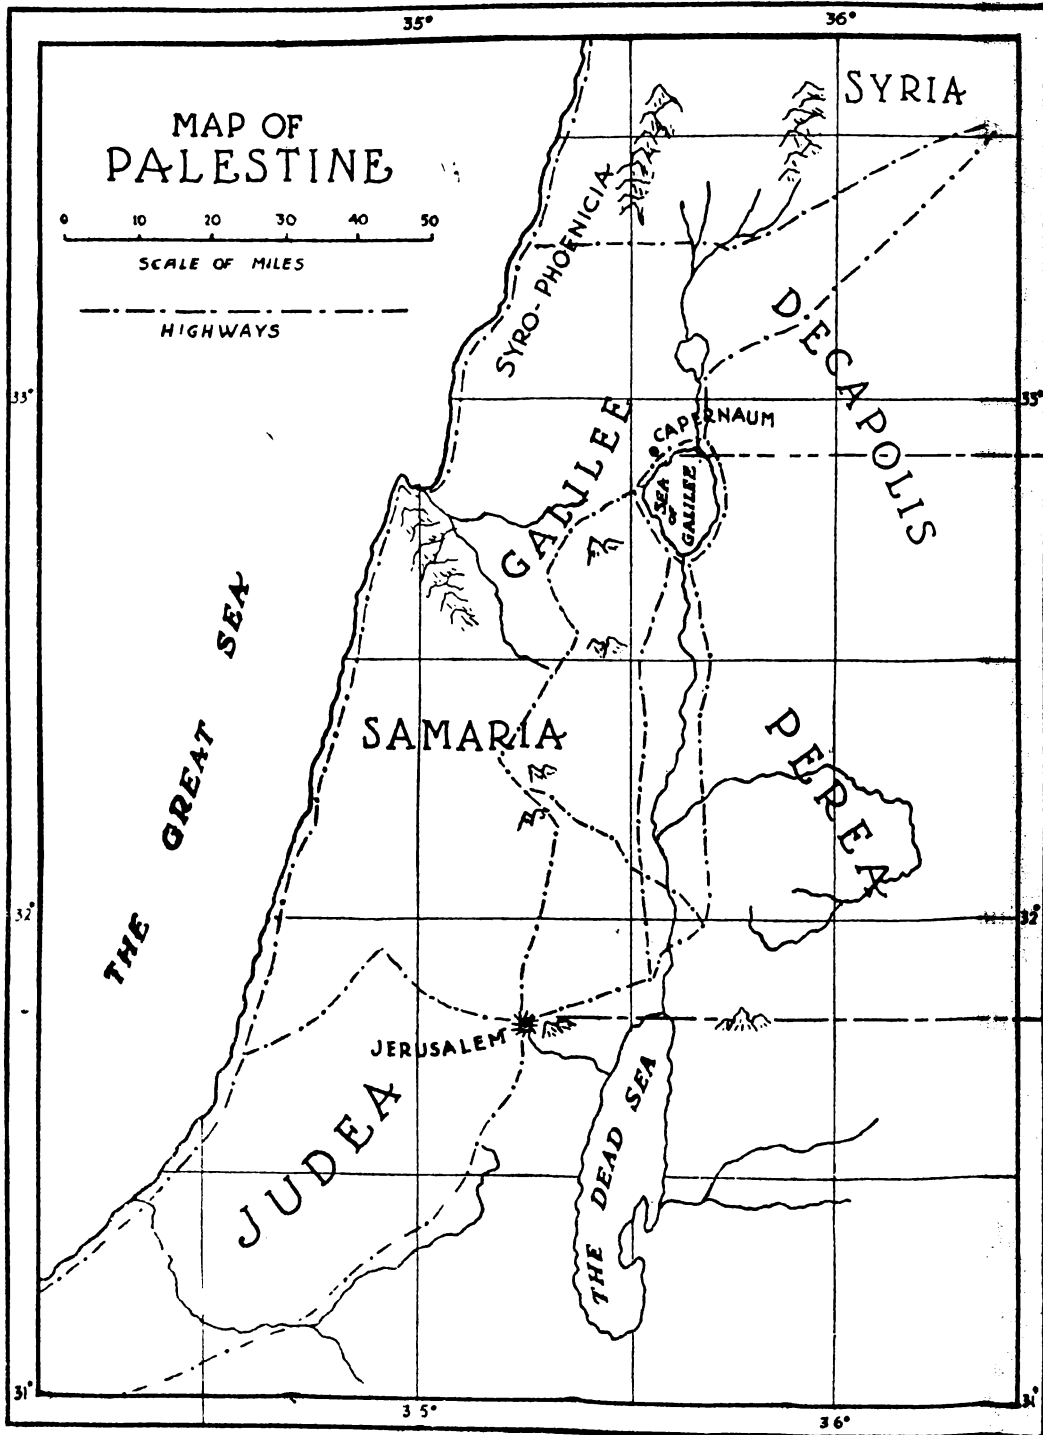 35°
36°
SYRIA
MAP OF
PALESTINE
0 10 20 30 40 50
SCALE OF MILES
HIGHWAYS
SYRO-PHOENICIA
DECAPOLIS
33°
33°
CAPERNAUM
GALILEE
SEA
OF
GALILEE
THE GREAT SEA
SAMARIA
PEREA
32°
32°
JERUSALEM
JUDEA
THE DEAD SEA
31°
31°
35°
36°